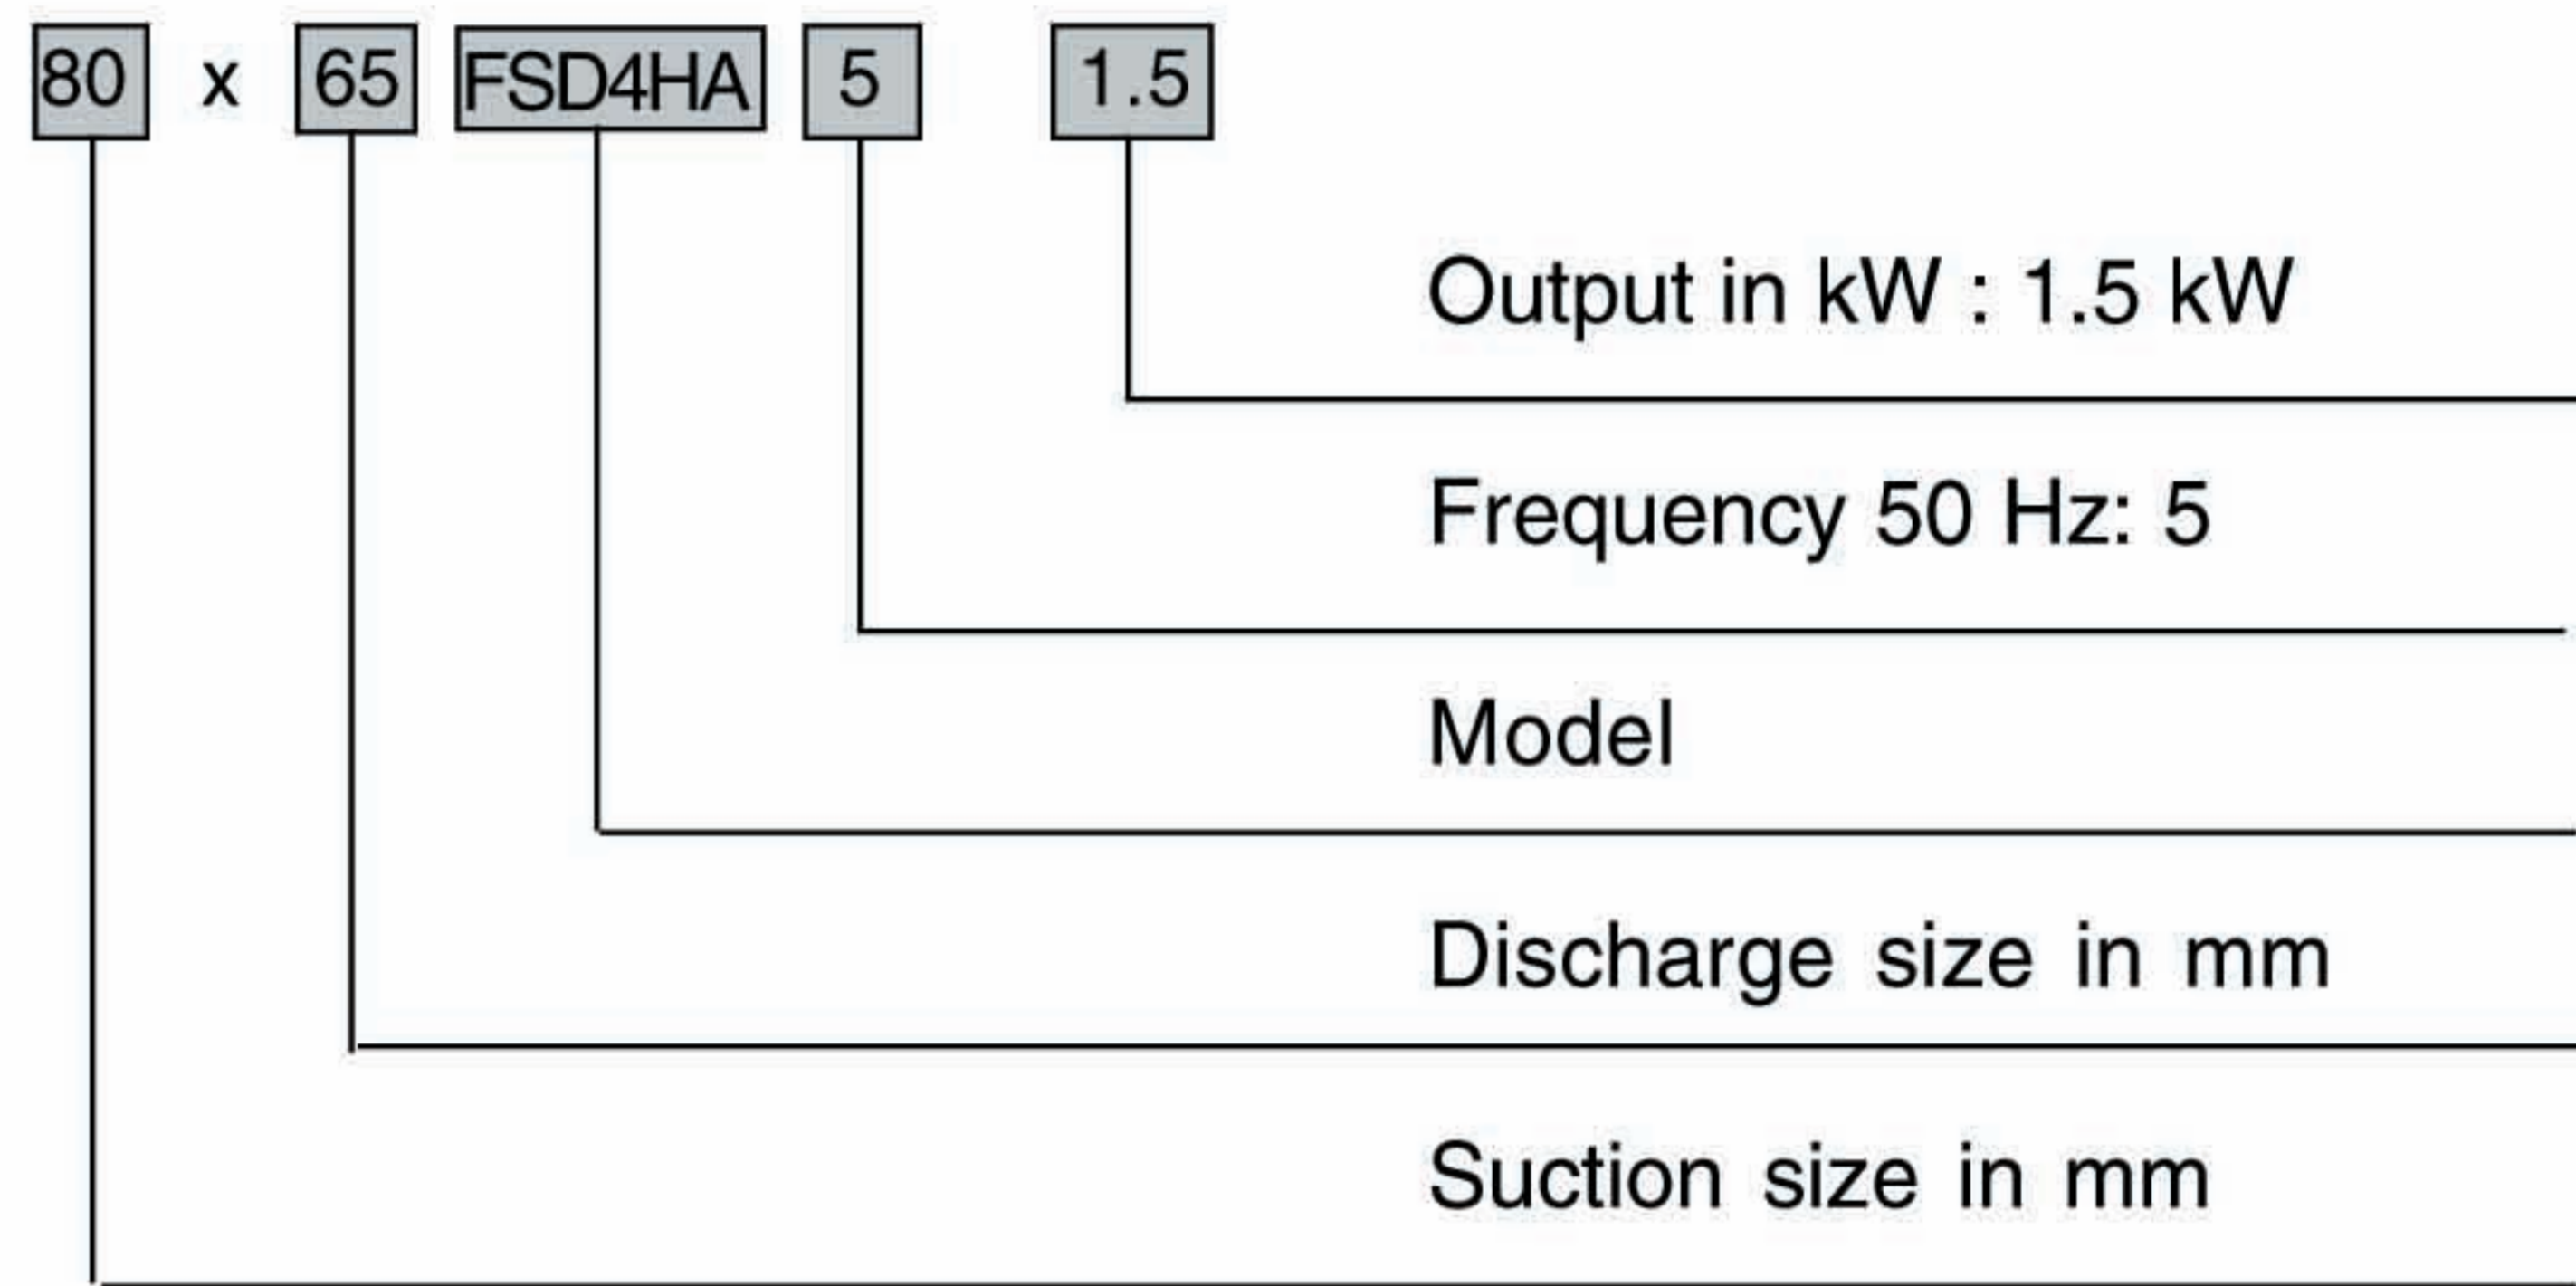 80 x 65 FSD4HA 5 1.5
Output in kW : 1.5 kW
Frequency 50 Hz: 5
Model
Discharge size in mm
Suction size in mm